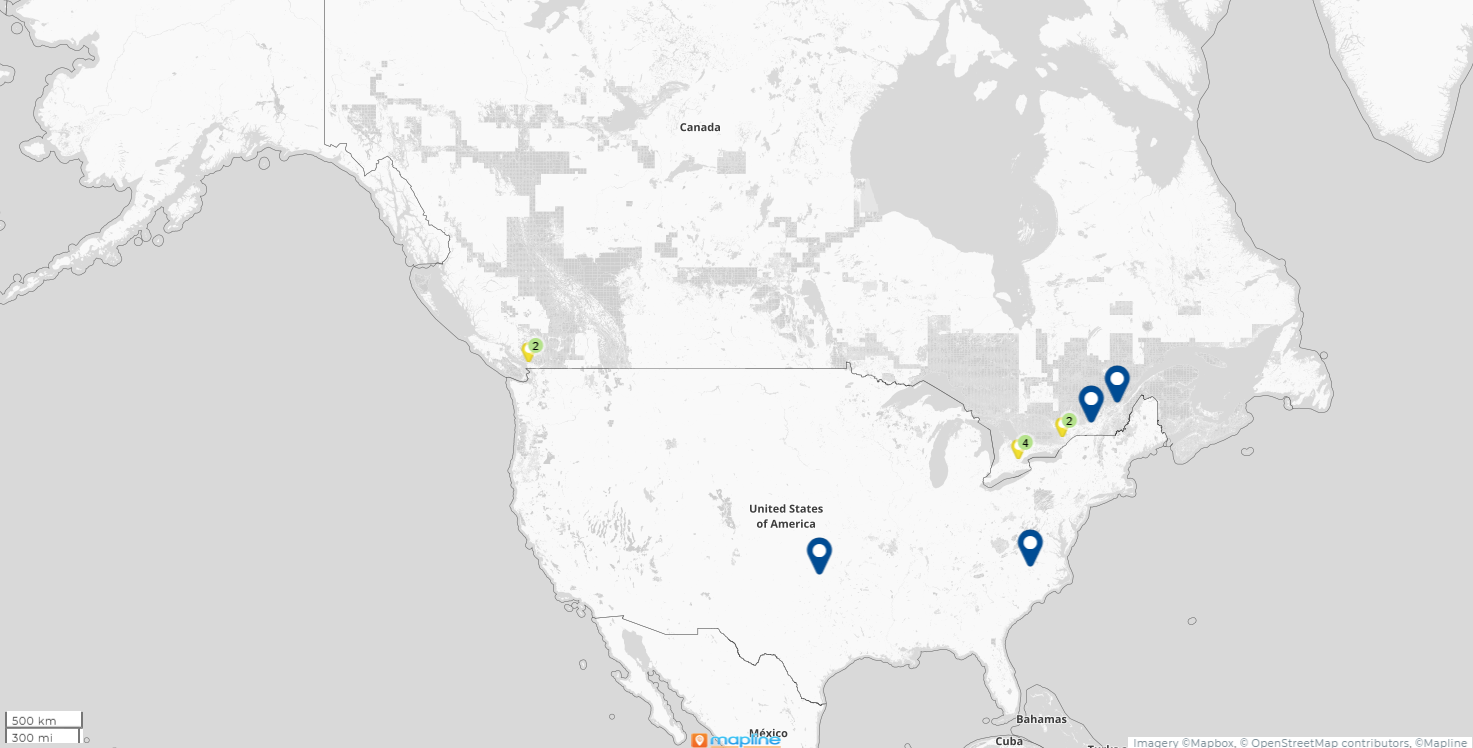 Canada
2
2
4
United States
of America
500 km
300 mi
Bahamas
México
mapline
Cuba
Imagery ©Mapbox, © OpenStreetMap contributors, ©Mapline